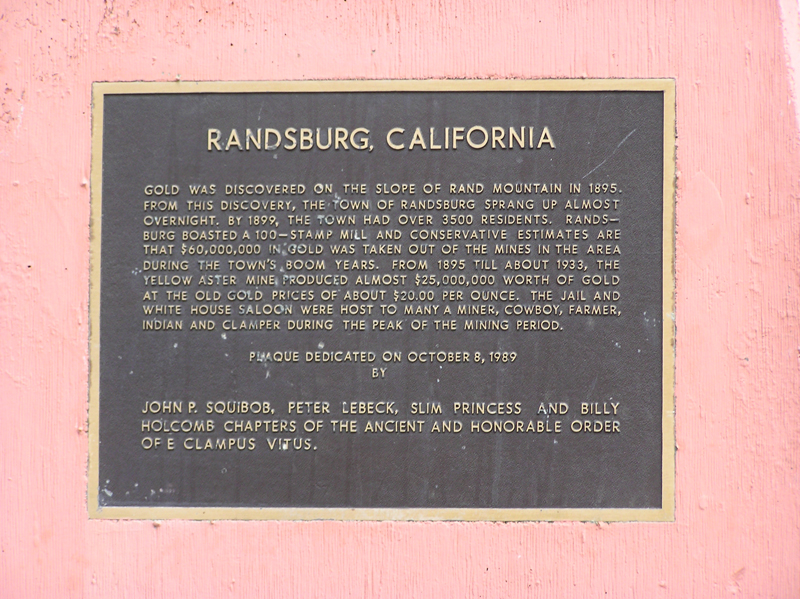 RANDSBURG, CALIFORNIA
GOLD WAS DISCOVERED ON THE SLOPE OF RAND MOUNTAIN IN 1895.
FROM THIS DISCOVERY, THE TOWN OF RANDSBURG SPRANG UP ALMOST
OVERNIGHT. BY 1899, THE TOWN HAD OVER 3500 RESIDENTS. RANDS—
BURG BOASTED A 100—STAMP MILL AND CONSERVATIVE ESTIMATES ARE
THAT $60,000,000 IN GOLD WAS TAKEN OUT OF THE MINES IN THE AREA
DURING THE TOWN'S BOOM YEARS. FROM 1895 TILL ABOUT 1933, THE
YELLOW ASTER MINE PRODUCED ALMOST $25,000,000 WORTH OF GOLD
AT THE OLD GOLD PRICES OF ABOUT $20.00 PER OUNCE. THE JAIL AND
WHITE HOUSE SALOON WERE HOST TO MANY A MINER, COWBOY, FARMER,
INDIAN AND CLAMPER DURING THE PEAK OF THE MINING PERIOD.
PLAQUE DEDICATED ON OCTOBER 8, 1989
BY
JOHN P. SQUIBOB, PETER LEBECK, SLIM PRINCESS AND BILLY
HOLCOMB CHAPTERS OF THE ANCIENT AND HONORABLE ORDER
OF E CLAMPUS VITUS.